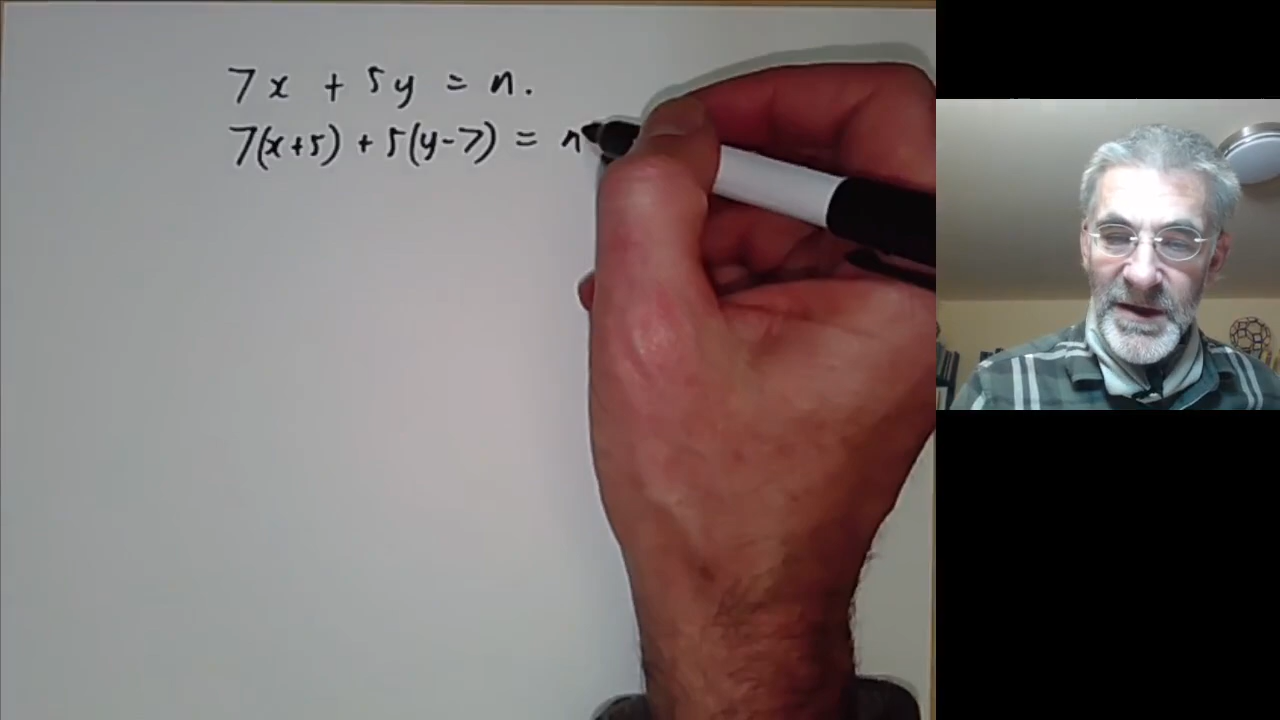 7x + 5y = n.
7(x+5) + 5(y-7) = n